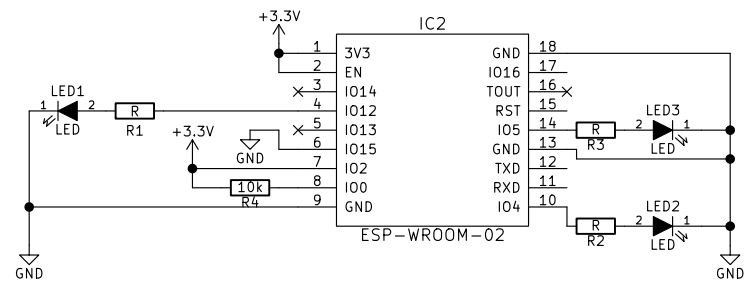 +3.3V
IC2
1 3V3 GND 18
2 EN IO16 17
3 IO14 TOUT 16
4 IO12 RST 15
5 IO13 IO5 14
6 IO15 GND 13
7 IO2 TXD 12
8 IO0 RXD 11
9 GND IO4 10
ESP-WROOM-02
LED1
1 2
LED
R
R1
+3.3V
GND
10k
R4
GND
LED3
R 2 1
R3 LED
LED2
R 2 1
R2 LED
GND